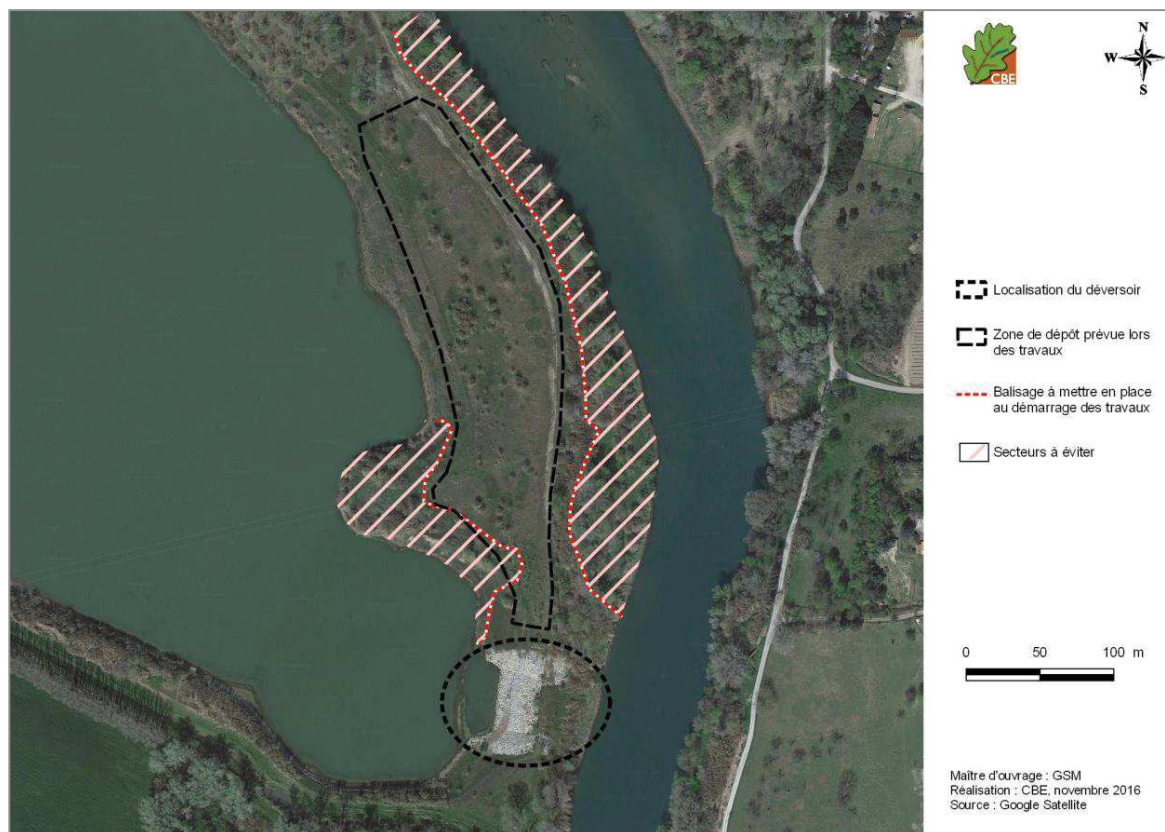 CBE
N
W
S
Localisation du déversoir
Zone de dépôt prévue lors
des travaux
Balisage à mettre en place
au démarrage des travaux
Secteurs à éviter
0 50 100 m
Maître d'ouvrage : GSM
Réalisation : CBE, novembre 2016
Source : Google Satellite